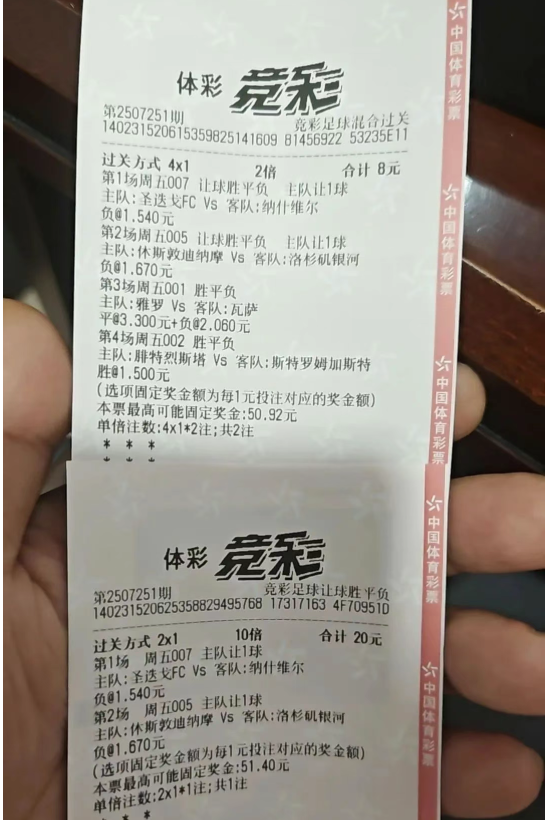 体彩 竞彩
第2507251期 竞彩足球混合过关
140231520615359825141609 B1456922 53235E11
过关方式 4x1 2倍 合计 8元
第1场周五007 让球胜平负 主队让1球
主队:圣迭戈FC Vs 客队:纳什维尔
负@1.540元
第2场周五005 让球胜平负 主队让1球
主队:休斯敦迪纳摩 Vs 客队:洛杉矶银河
负@1.670元
第3场周五001 胜平负
主队:雅罗 Vs 客队:瓦萨
平@3.300元+负@2.060元
第4场周五002 胜平负
主队:腓特烈斯塔 Vs 客队:斯特罗姆加斯特
胜@1.500元
(选项固定奖金额为每1元投注对应的奖金额)
本票最高可能固定奖金:50.92元
单倍注数:4x1*2注;共2注
* * *
* * *
中国体育彩票
中国体育彩票
中国体育彩票
体彩 竞彩
第2507251期 竞彩足球让球胜平负
140231520625358829495768 17317163 4F70951D
过关方式 2x1 10倍 合计 20元
第1场 周五007 主队让1球
主队:圣迭戈FC Vs 客队:纳什维尔
负@1.540元
第2场 周五005 主队让1球
主队:休斯敦迪纳摩 Vs 客队:洛杉矶银河
负@1.670元
(选项固定奖金额为每1元投注对应的奖金额)
本票最高可能固定奖金:51.40元
单倍注数:2x1*1注;共1注
* * *
中国体育彩票
中国体育彩票